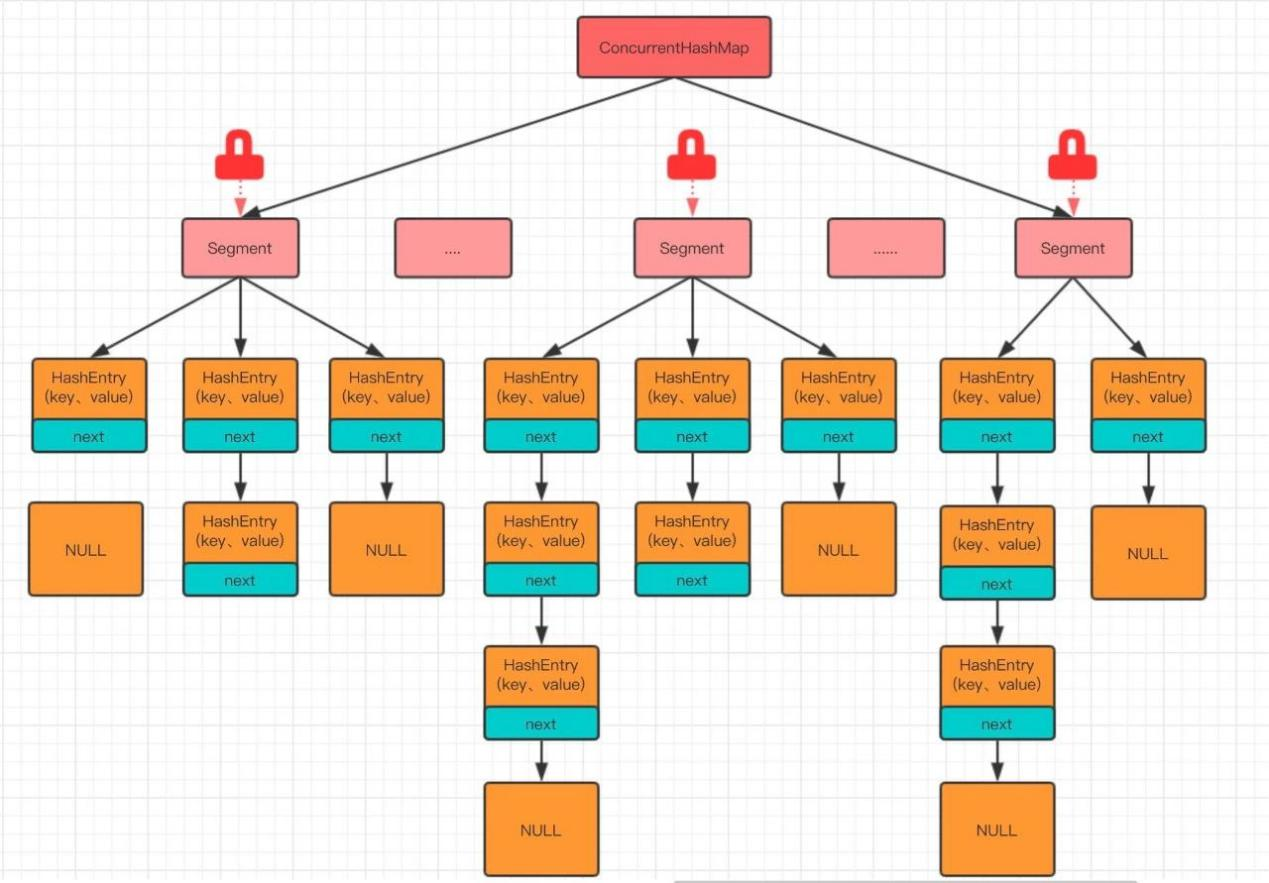 ConcurrentHashMap
Segment
....
Segment
......
Segment
HashEntry
(key、value)
next
HashEntry
(key、value)
next
HashEntry
(key、value)
next
HashEntry
(key、value)
next
HashEntry
(key、value)
next
HashEntry
(key、value)
next
HashEntry
(key、value)
next
HashEntry
(key、value)
next
NULL
HashEntry
(key、value)
next
NULL
HashEntry
(key、value)
next
HashEntry
(key、value)
next
NULL
HashEntry
(key、value)
next
NULL
HashEntry
(key、value)
next
HashEntry
(key、value)
next
NULL
NULL